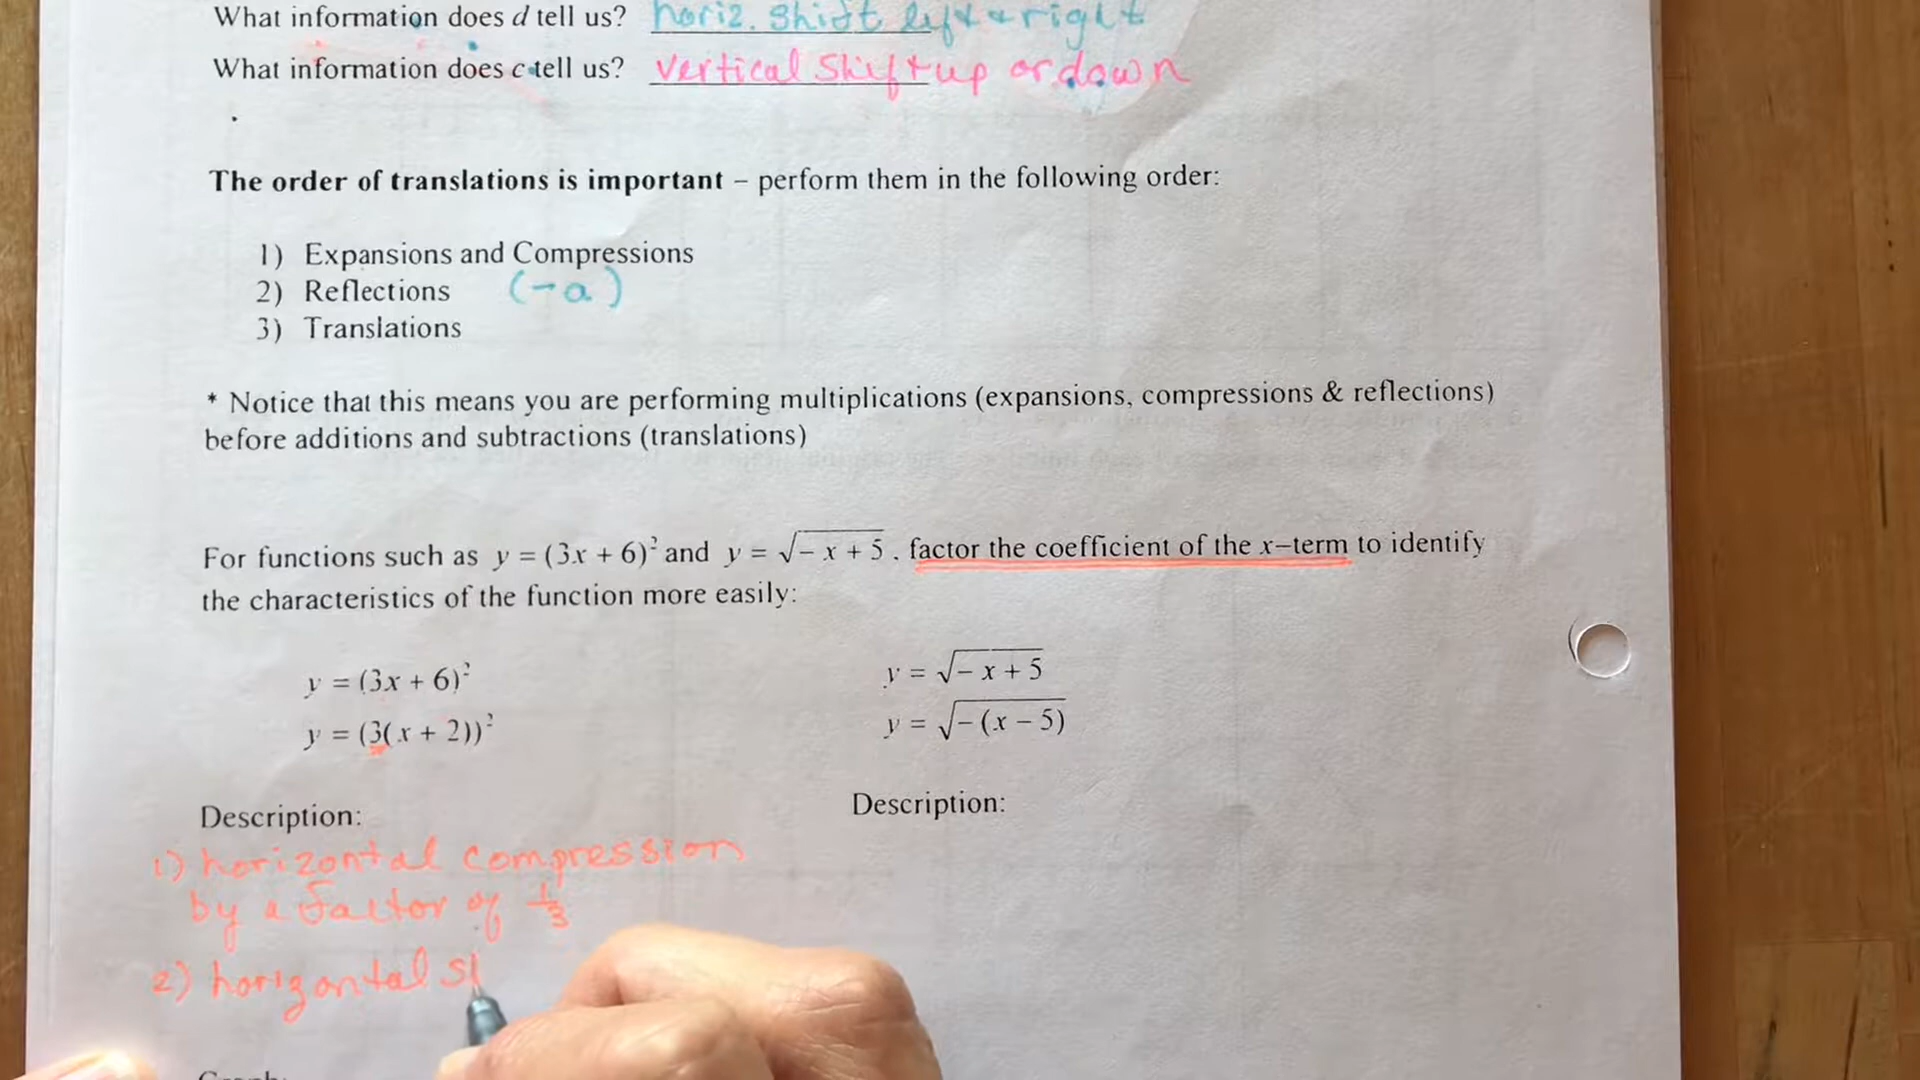 What information does d tell us? horiz. shift left & right
What information does c tell us? vertical shift up or down
The order of translations is important – perform them in the following order:
1) Expansions and Compressions
2) Reflections (-a)
3) Translations
* Notice that this means you are performing multiplications (expansions, compressions & reflections)
before additions and subtractions (translations)
For functions such as y = (3x + 6)² and y = √(− x + 5) . factor the coefficient of the x–term to identify
the characteristics of the function more easily:
y = (3x + 6)²
y = (3(x + 2))²
y = √(− x + 5)
y = √(− (x − 5))
Description:
1) horizontal compression
by a factor of 1/3
2) horizontal sh
Description: